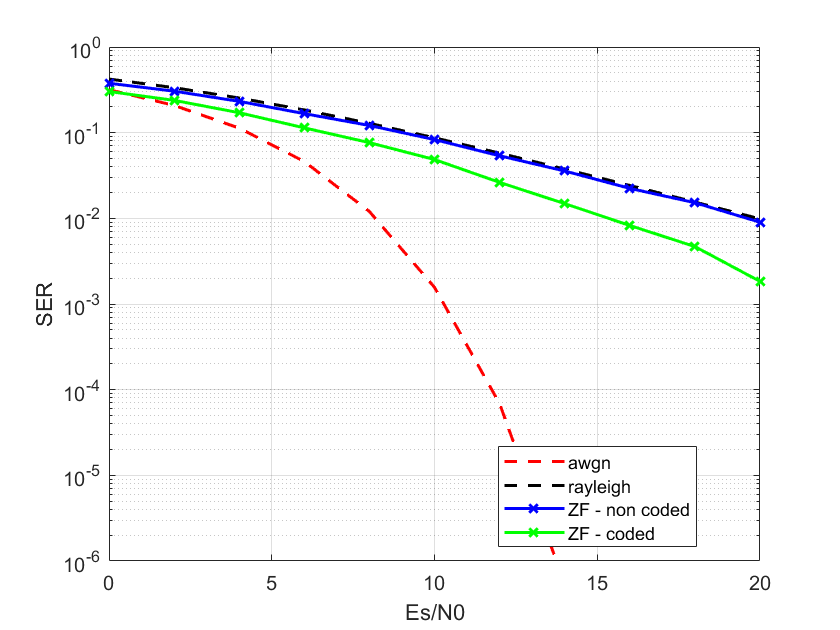 10^0
10^-1
10^-2
10^-3
10^-4
10^-5
10^-6
SER
0
5
10
15
20
Es/N0
awgn
rayleigh
ZF - non coded
ZF - coded